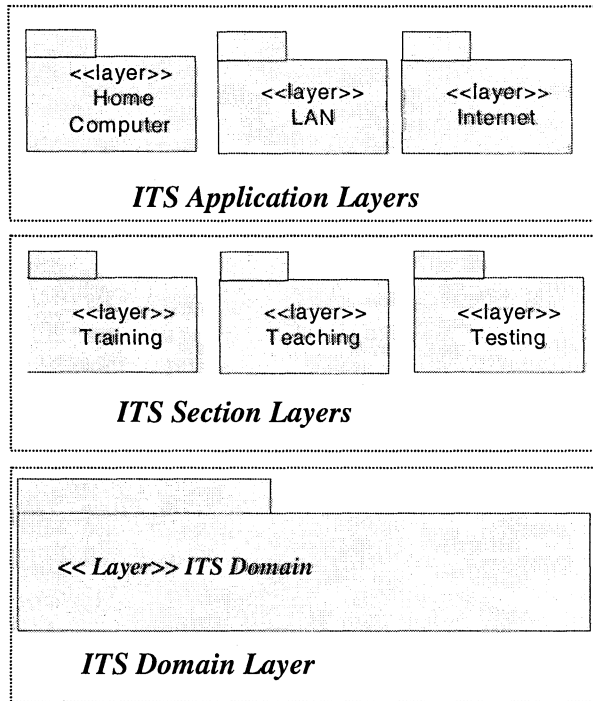 <<layer>>
Home
Computer
<<layer>>
LAN
<<layer>>
Internet
ITS Application Layers
<<layer>>
Training
<<layer>>
Teaching
<<layer>>
Testing
ITS Section Layers
<< Layer>> ITS Domain
ITS Domain Layer